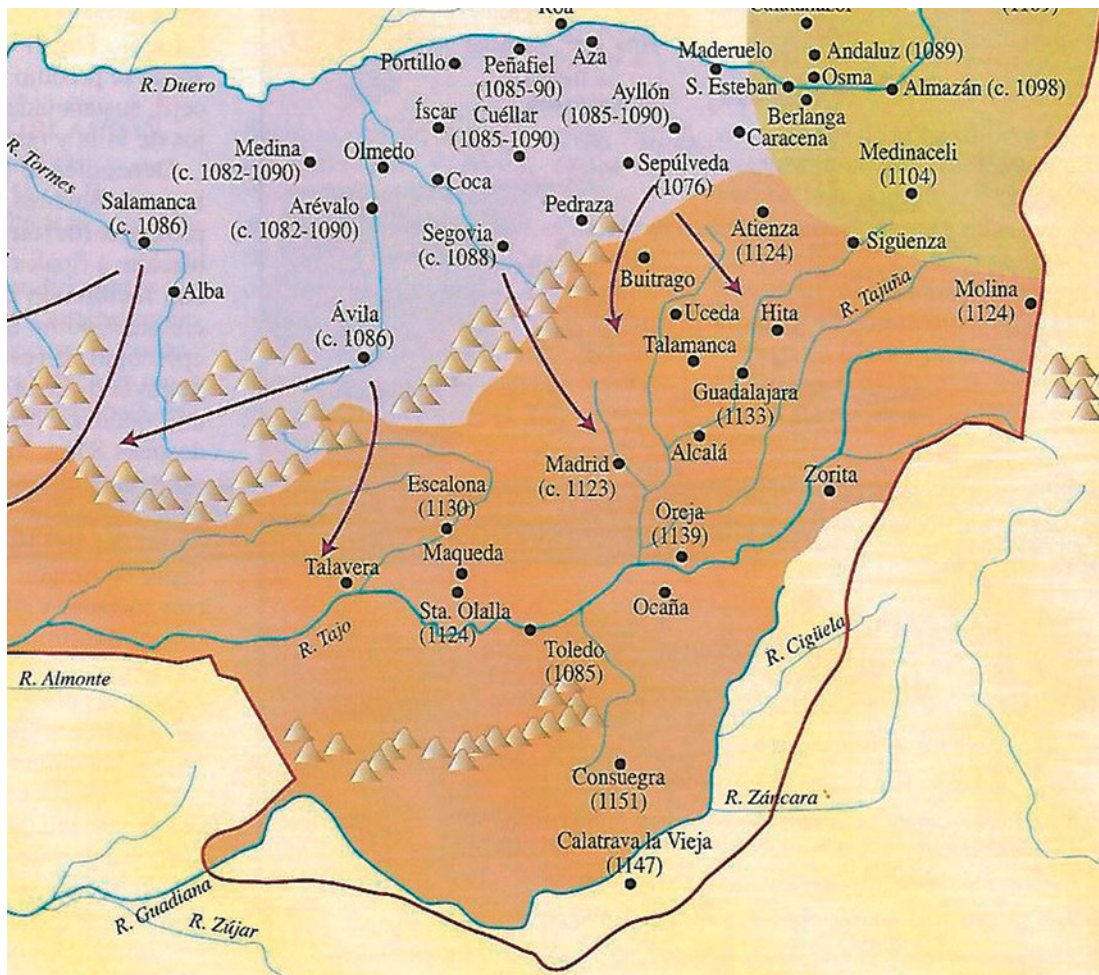 Roa
Calatañazor
(1109)
R. Duero
Portillo
Peñafiel
(1085-90)
Aza
Maderuelo
Andaluz (1089)
Osma
S. Esteban
Almazán (c. 1098)
Berlanga
Íscar
Cuéllar
(1085-1090)
Ayllón
(1085-1090)
Caracena
R. Tormes
Medina
(c. 1082-1090)
Olmedo
Coca
Sepúlveda
(1076)
Medinaceli
(1104)
Salamanca
(c. 1086)
Arévalo
(c. 1082-1090)
Segovia
(c. 1088)
Pedraza
Atienza
(1124)
Sigüenza
Buitrago
R. Tajuña
Alba
Uceda
Hita
Molina
(1124)
Ávila
(c. 1086)
Talamanca
Guadalajara
(1133)
Alcalá
Madrid
(c. 1123)
Zorita
Escalona
(1130)
Oreja
(1139)
Maqueda
Talavera
Sta. Olalla
(1124)
Ocaña
R. Tajo
Toledo
(1085)
R. Cigüela
R. Almonte
Consuegra
(1151)
R. Záncara
Calatrava la Vieja
(1147)
R. Guadiana
R. Zújar